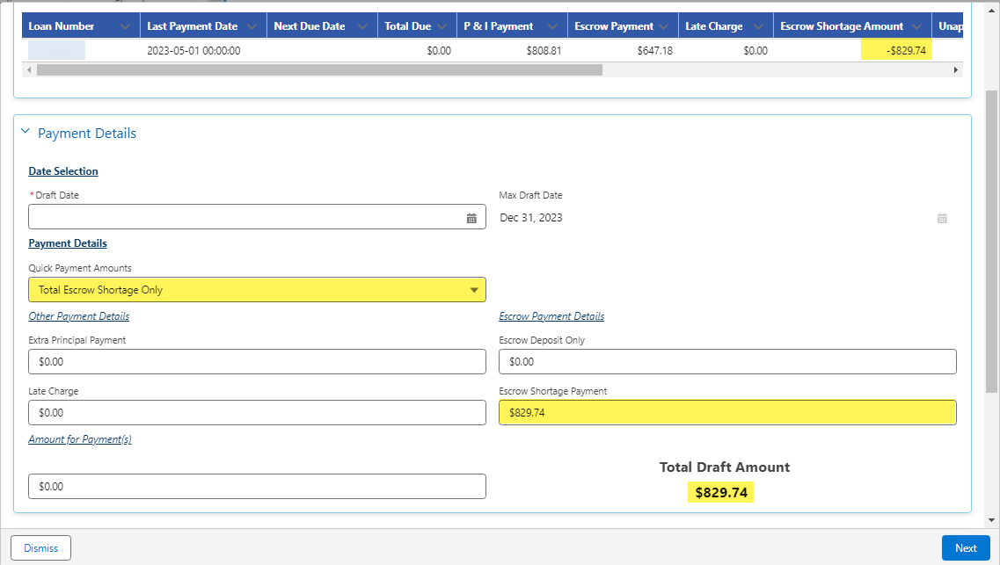 Loan Number Last Payment Date Next Due Date Total Due P & I Payment Escrow Payment Late Charge Escrow Shortage Amount Unap
2023-05-01 00:00:00 $0.00 $808.81 $647.18 $0.00 -$829.74
Payment Details
Date Selection
*Draft Date Max Draft Date
Dec 31, 2023
Payment Details
Quick Payment Amounts
Total Escrow Shortage Only
Other Payment Details Escrow Payment Details
Extra Principal Payment Escrow Deposit Only
$0.00 $0.00
Late Charge Escrow Shortage Payment
$0.00 $829.74
Amount for Payment(s)
Total Draft Amount
$0.00 $829.74
Dismiss Next